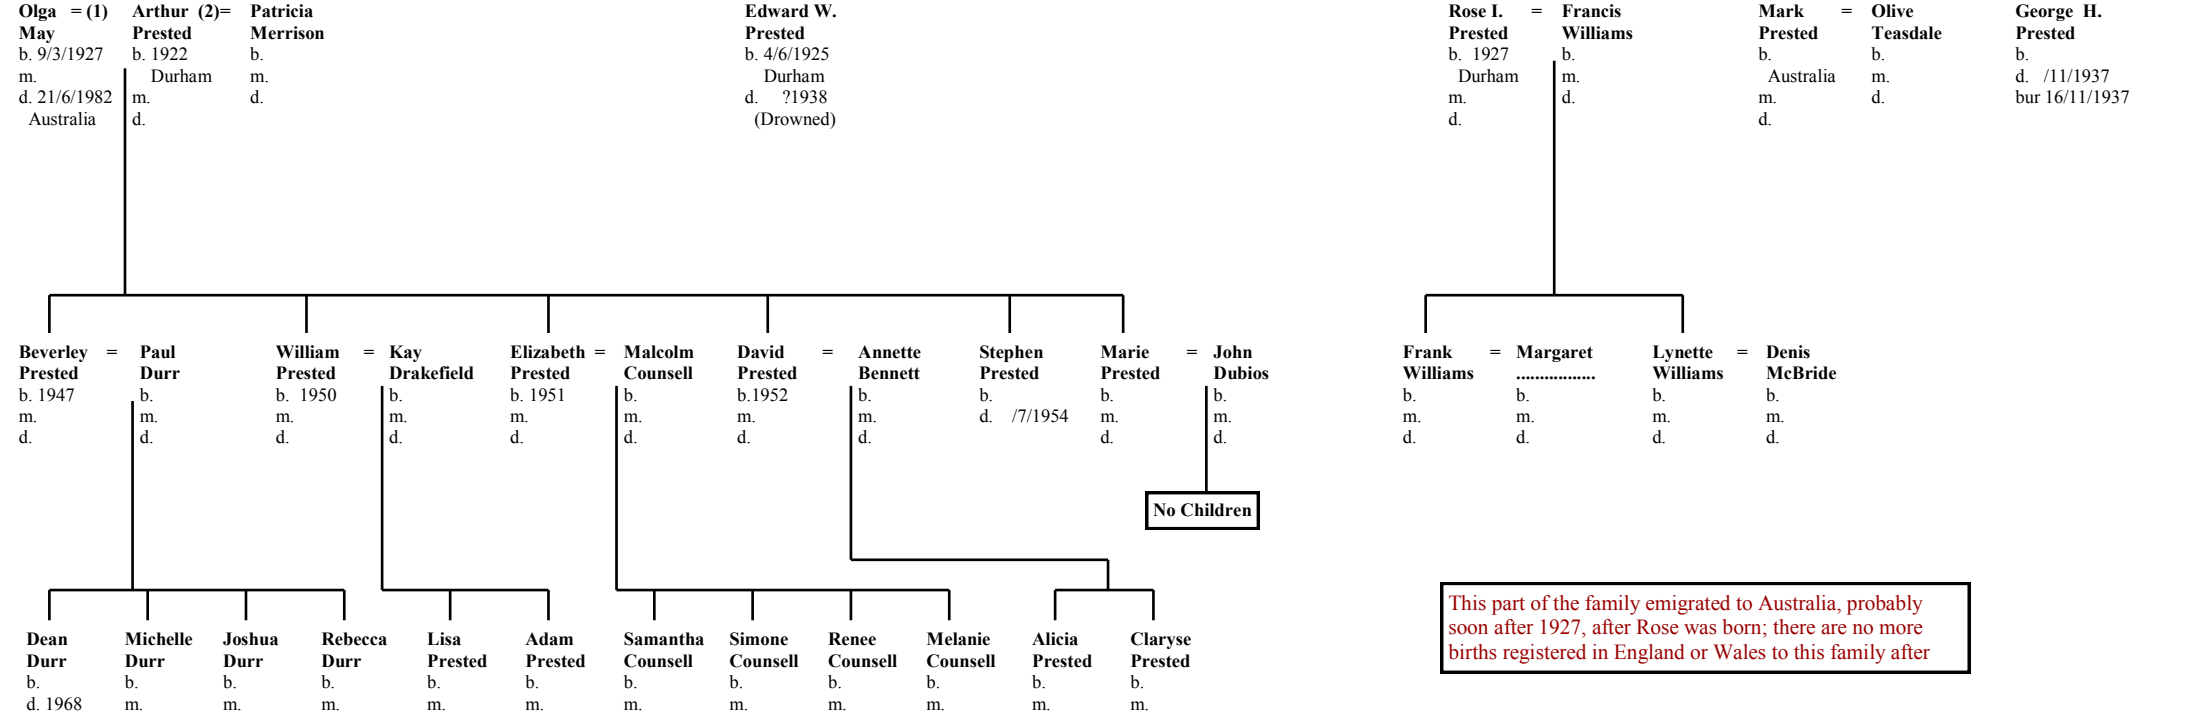 Olga = (1) Arthur (2)= Patricia
May Prested Merrison
b. 9/3/1927 b. 1922 b.
m. Durham m.
d. 21/6/1982 m. d.
Australia d.
Edward W.
Prested
b. 4/6/1925
Durham
d. ?1938
(Drowned)
Rose I. = Francis
Prested Williams
b. 1927 b.
Durham m.
m. d.
d.
Mark = Olive
Prested Teasdale
b. b.
Australia m.
m. d.
d.
George H.
Prested
b.
d. /11/1937
bur 16/11/1937
Beverley = Paul
Prested Durr
b. 1947 b.
m. m.
d. d.
William = Kay
Prested Drakefield
b. 1950 b.
m. m.
d. d.
Elizabeth = Malcolm
Prested Counsell
b. 1951 b.
m. m.
d. d.
David = Annette
Prested Bennett
b.1952 b.
m. m.
d. d.
Stephen
Prested
b.
d. /7/1954
Marie = John
Prested Dubios
b. b.
m. m.
d. d.
No Children
Frank = Margaret
Williams .................
b. b.
m. m.
d. d.
Lynette = Denis
Williams McBride
b. b.
m. m.
d. d.
Dean
Durr
b.
d. 1968
Michelle
Durr
b.
m.
Joshua
Durr
b.
m.
Rebecca
Durr
b.
m.
Lisa
Prested
b.
m.
Adam
Prested
b.
m.
Samantha
Counsell
b.
m.
Simone
Counsell
b.
m.
Renee
Counsell
b.
m.
Melanie
Counsell
b.
m.
Alicia
Prested
b.
m.
Claryse
Prested
b.
m.
This part of the family emigrated to Australia, probably
soon after 1927, after Rose was born; there are no more
births registered in England or Wales to this family after